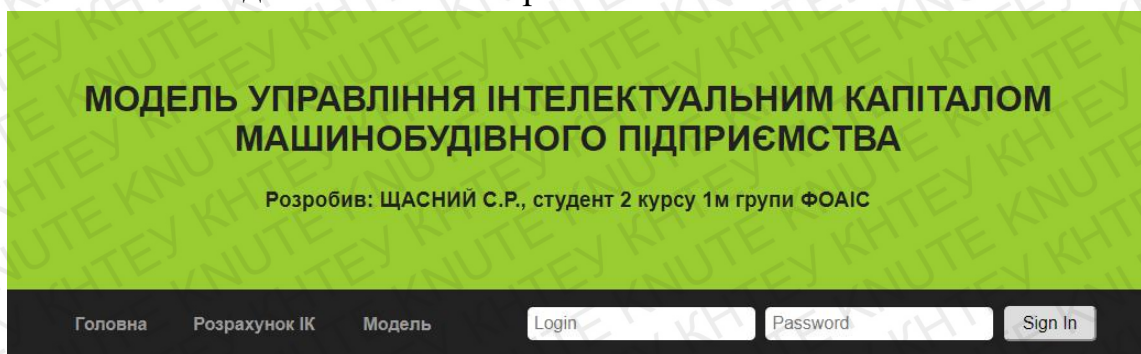 МОДЕЛЬ УПРАВЛІННЯ ІНТЕЛЕКТУАЛЬНИМ КАПІТАЛОМ
МАШИНОБУДІВНОГО ПІДПРИЄМСТВА
Розробив: ЩАСНИЙ С.Р., студент 2 курсу 1м групи ФОАІС
Головна Розрахунок ІК Модель Login Password Sign In